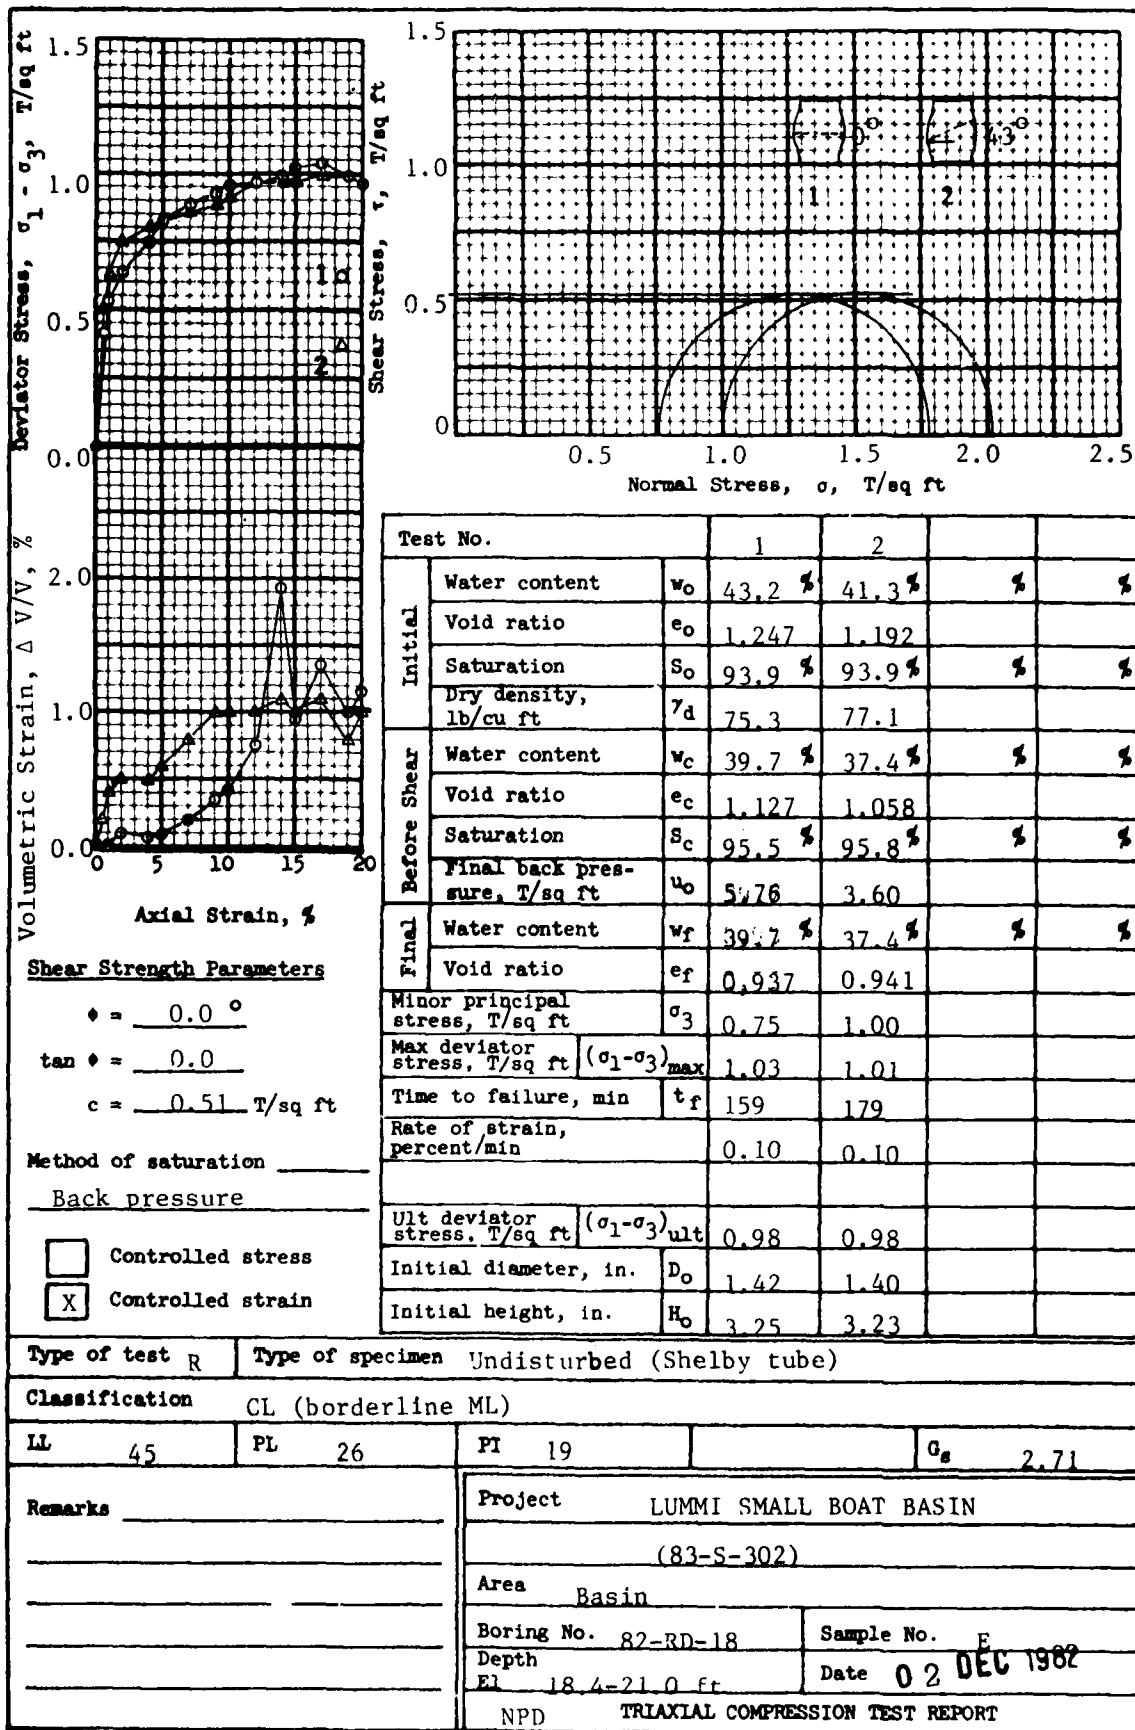 Deviator Stress, σ1 - σ3, T/sq ft
1.5
1.0
0.5
0.0
1 o
2 △
Volumetric Strain, Δ V/V, %
2.0
1.0
0.0
0 5 10 15 20
Axial Strain, %
Shear Stress, τ, T/sq ft
1.5
1.0
0.5
0
0° 43°
1 2
0.5 1.0 1.5 2.0 2.5
Normal Stress, σ, T/sq ft
Shear Strength Parameters
φ = 0.0 °
tan φ = 0.0
c = 0.51 T/sq ft
Method of saturation
Back pressure
Controlled stress
X Controlled strain
Test No. 1 2
Initial
Water content wo 43.2 % 41.3 % % %
Void ratio eo 1.247 1.192
Saturation So 93.9 % 93.9 % % %
Dry density, lb/cu ft γd 75.3 77.1
Before Shear
Water content wc 39.7 % 37.4 % % %
Void ratio ec 1.127 1.058
Saturation Sc 95.5 % 95.8 % % %
Final back pres-
sure, T/sq ft uo 5.76 3.60
Final
Water content wf 39.7 % 37.4 % % %
Void ratio ef 0.937 0.941
Minor principal
stress, T/sq ft σ3 0.75 1.00
Max deviator
stress, T/sq ft (σ1-σ3)max 1.03 1.01
Time to failure, min tf 159 179
Rate of strain,
percent/min 0.10 0.10
Ult deviator
stress, T/sq ft (σ1-σ3)ult 0.98 0.98
Initial diameter, in. Do 1.42 1.40
Initial height, in. Ho 3.25 3.23
Type of test R Type of specimen Undisturbed (Shelby tube)
Classification CL (borderline ML)
LL 45 PL 26 PI 19 Gs 2.71
Remarks
Project LUMMI SMALL BOAT BASIN
(83-S-302)
Area Basin
Boring No. 82-RD-18 Sample No. E
Depth
El 18.4-21.0 ft Date 02 DEC 1982
NPD TRIAXIAL COMPRESSION TEST REPORT